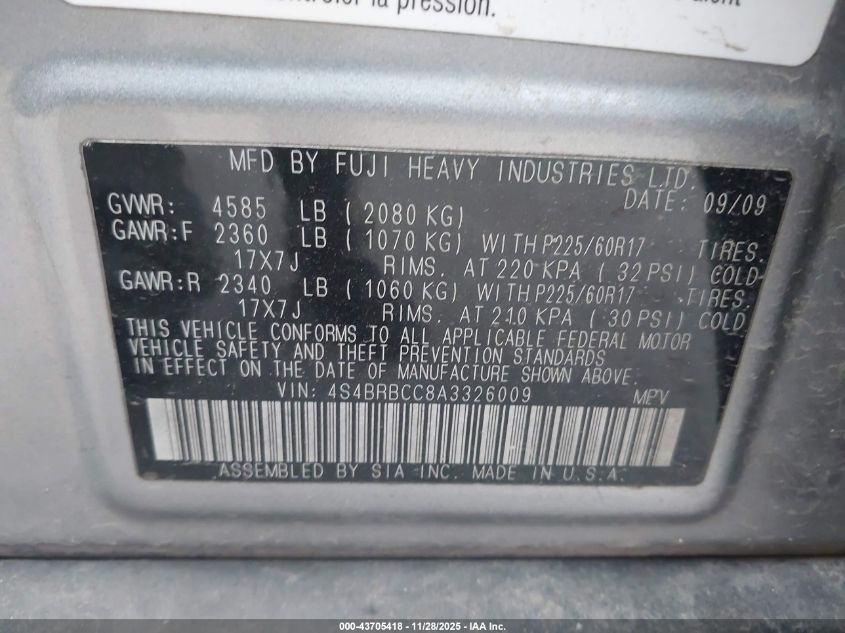 la pression.
MFD BY FUJI HEAVY INDUSTRIES LTD.
DATE: 09/09
GVWR: 4585 LB ( 2080 KG)
GAWR:F 2360 LB ( 1070 KG) WITH P225/60R17 TIRES.
17X7J RIMS. AT 220 KPA ( 32 PSI) COLD
GAWR:R 2340 LB ( 1060 KG) WITH P225/60R17 TIRES.
17X7J RIMS. AT 210 KPA ( 30 PSI) COLD
THIS VEHICLE CONFORMS TO ALL APPLICABLE FEDERAL MOTOR
VEHICLE SAFETY AND THEFT PREVENTION STANDARDS
IN EFFECT ON THE DATE OF MANUFACTURE SHOWN ABOVE.
VIN: 4S4BRBCC8A3326009 MPV
ASSEMBLED BY SIA INC. MADE IN U.S.A.
000-43705418 - 11/28/2025 - IAA Inc.